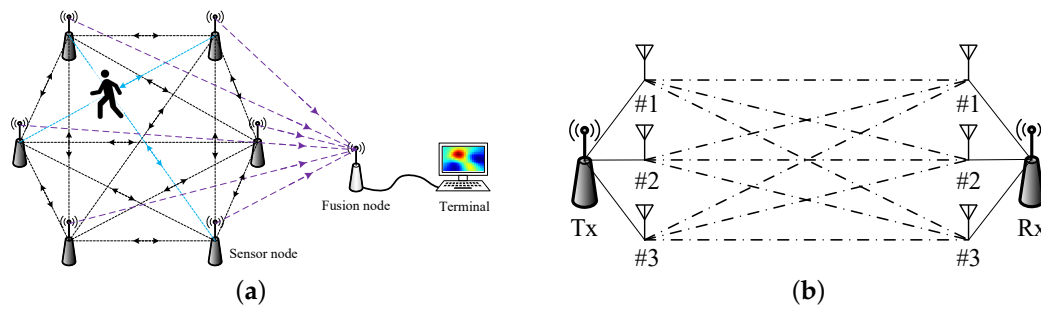 Fusion node
Terminal
Sensor node
(a)
#1
#1
#2
#2
Tx
Rx
#3
#3
(b)